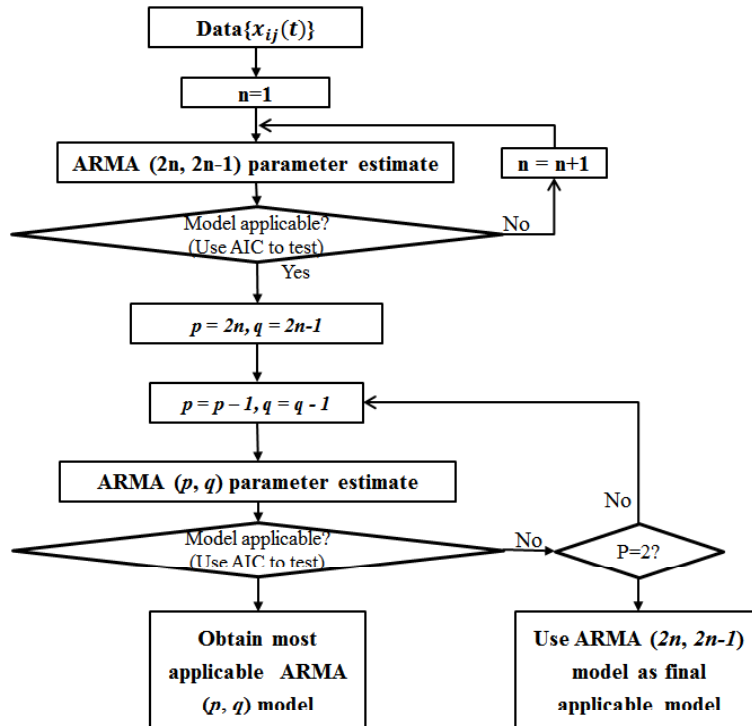 Data{x_ij(t)}
n=1
ARMA (2n, 2n-1) parameter estimate
n = n+1
Model applicable?
(Use AIC to test)
No
Yes
p = 2n, q = 2n-1
p = p – 1, q = q - 1
ARMA (p, q) parameter estimate
No
Model applicable?
(Use AIC to test)
No
P=2?
Obtain most
applicable ARMA
(p, q) model
Use ARMA (2n, 2n-1)
model as final
applicable model